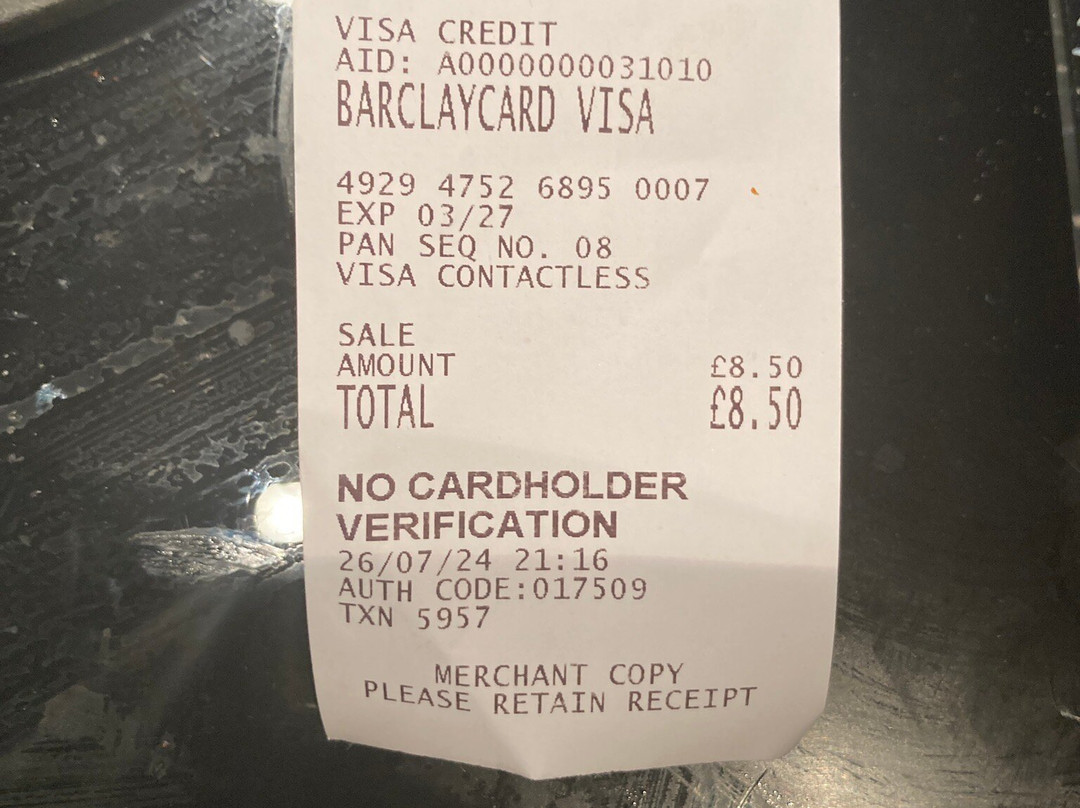 VISA CREDIT
AID: A0000000031010
BARCLAYCARD VISA
4929 4752 6895 0007
EXP 03/27
PAN SEQ NO. 08
VISA CONTACTLESS
SALE
AMOUNT £8.50
TOTAL £8.50
NO CARDHOLDER
VERIFICATION
26/07/24 21:16
AUTH CODE:017509
TXN 5957
MERCHANT COPY
PLEASE RETAIN RECEIPT